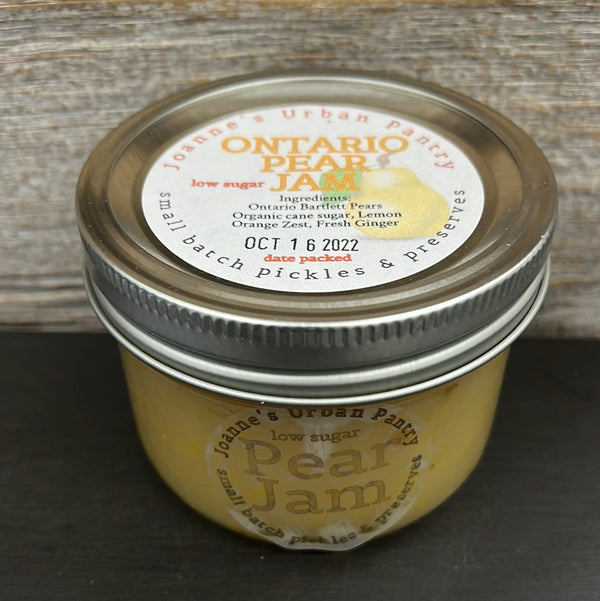 Joanne's Urban Pantry
ONTARIO
PEAR
low sugar JAM
Ingredients:
Ontario Bartlett Pears
Organic cane sugar, Lemon
Orange Zest, Fresh Ginger
OCT 16 2022
date packed
small batch pickles & preserves
Joanne's Urban Pantry
low sugar
Pear
Jam
small batch pickles & preserves